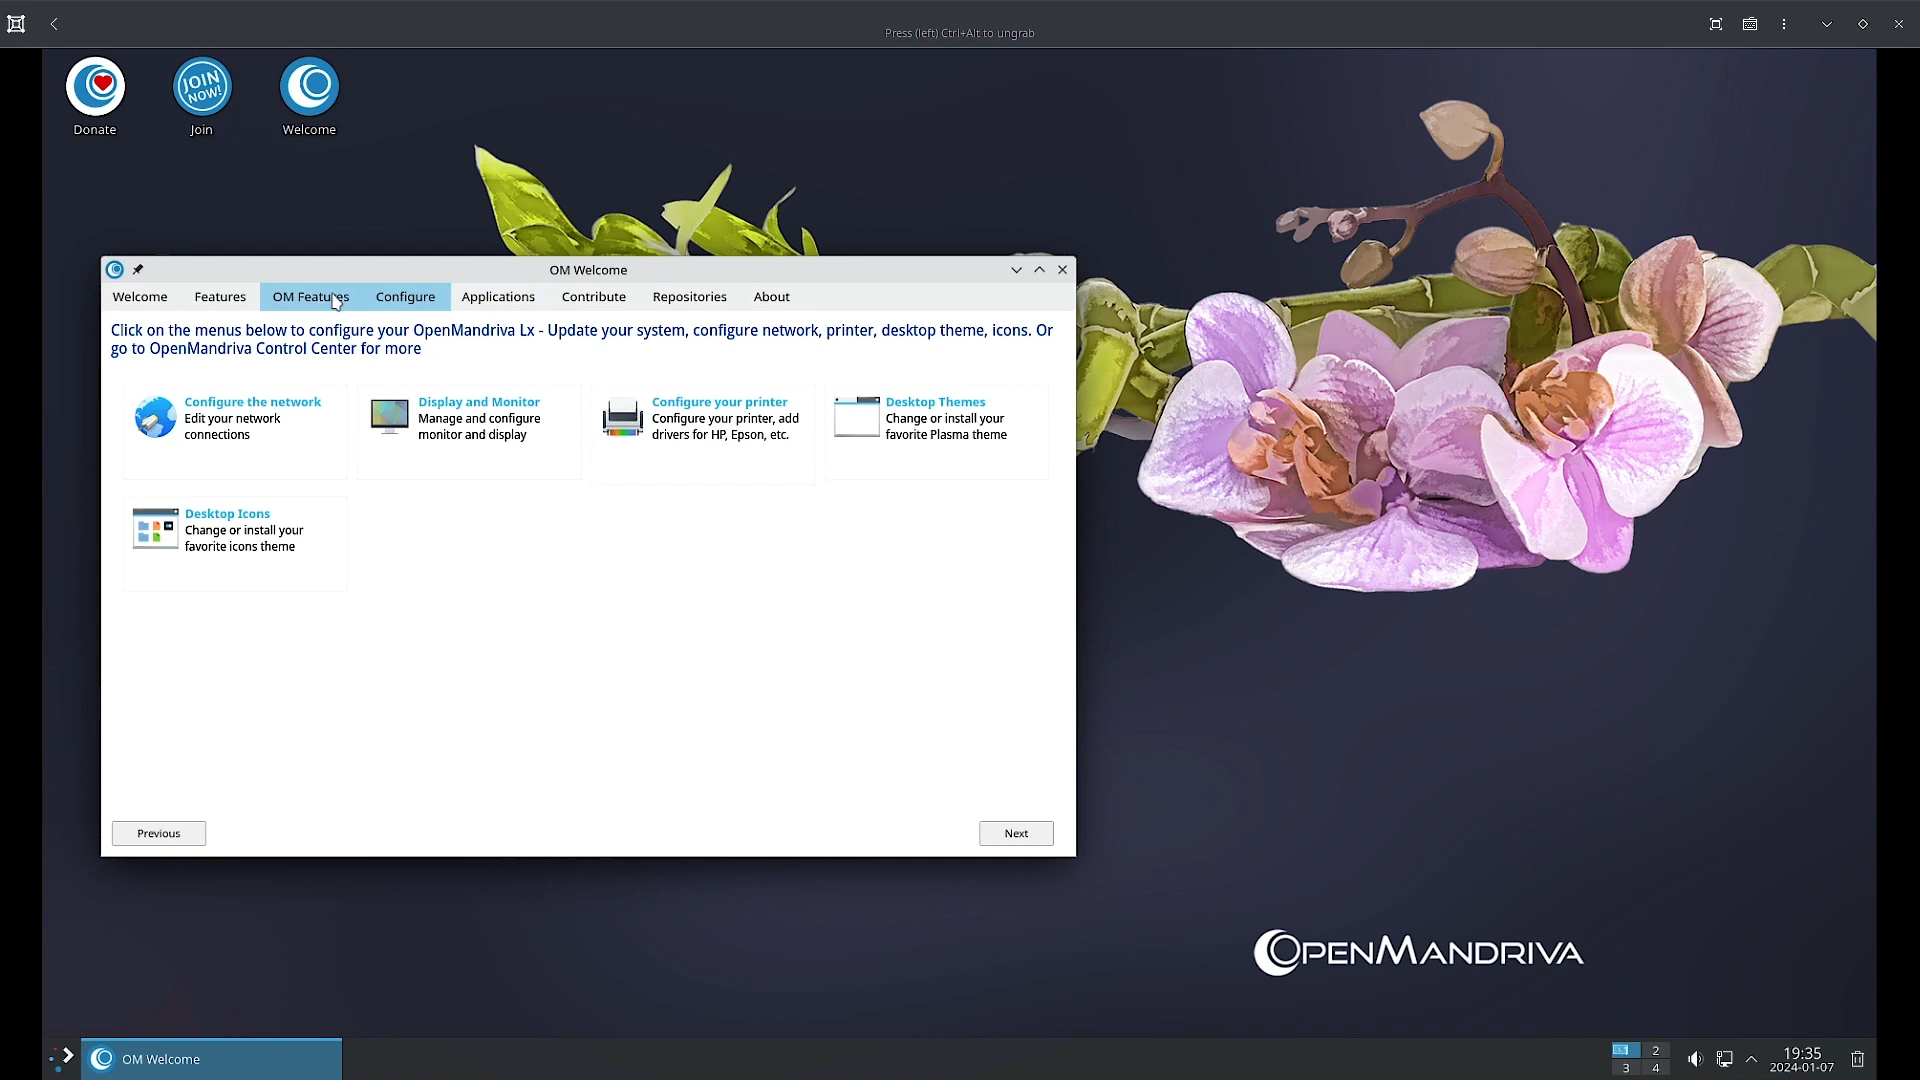 Press (left) Ctrl+Alt to ungrab
JOIN
NOW!
Donate
Join
Welcome
OM Welcome
Welcome
Features
OM Features
Configure
Applications
Contribute
Repositories
About
Click on the menus below to configure your OpenMandriva Lx - Update your system, configure network, printer, desktop theme, icons. Or
go to OpenMandriva Control Center for more
Configure the network
Edit your network
connections
Display and Monitor
Manage and configure
monitor and display
Configure your printer
Configure your printer, add
drivers for HP, Epson, etc.
Desktop Themes
Change or install your
favorite Plasma theme
Desktop Icons
Change or install your
favorite icons theme
Previous
Next
OPENMANDRIVA
OM Welcome
1
2
3
4
19:35
2024-01-07